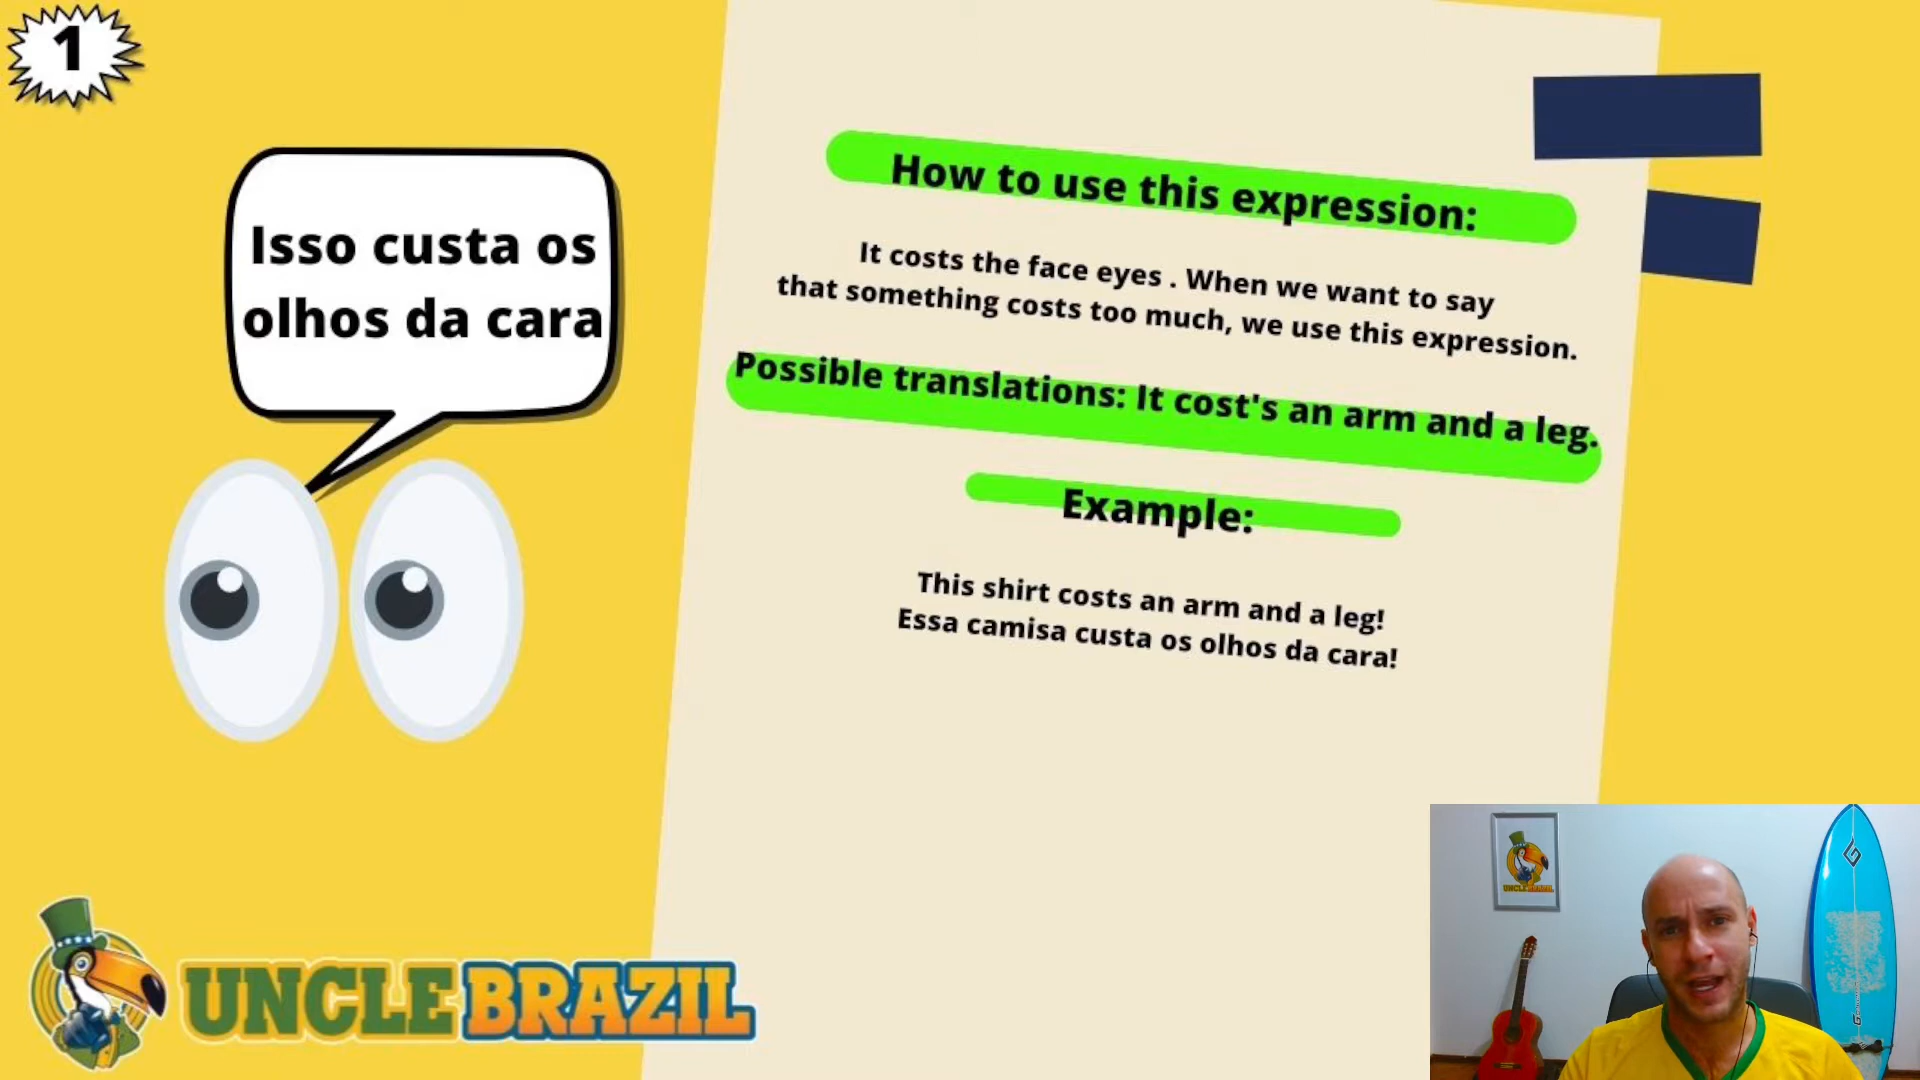 1
Isso custa os
olhos da cara
How to use this expression:
It costs the face eyes . When we want to say
that something costs too much, we use this expression.
Possible translations: It cost's an arm and a leg.
Example:
This shirt costs an arm and a leg!
Essa camisa custa os olhos da cara!
UNCLE BRAZIL
UNCLE BRAZIL